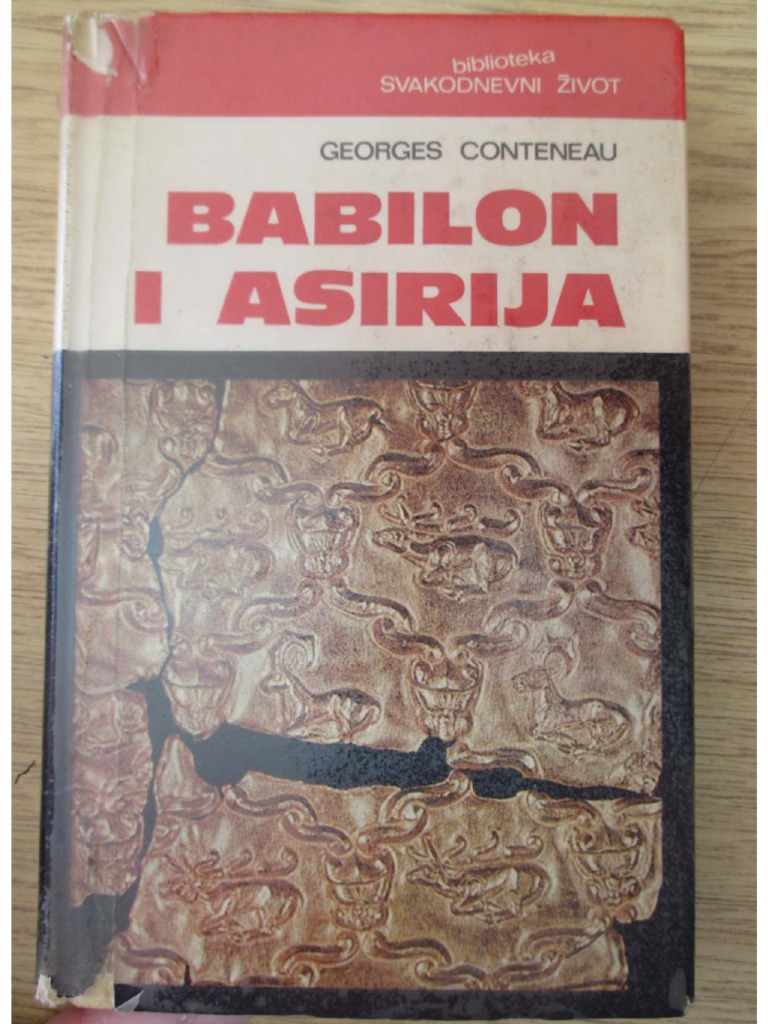 biblioteka
SVAKODNEVNI ŽIVOT
GEORGES CONTENEAU
BABILON
I ASIRIJA